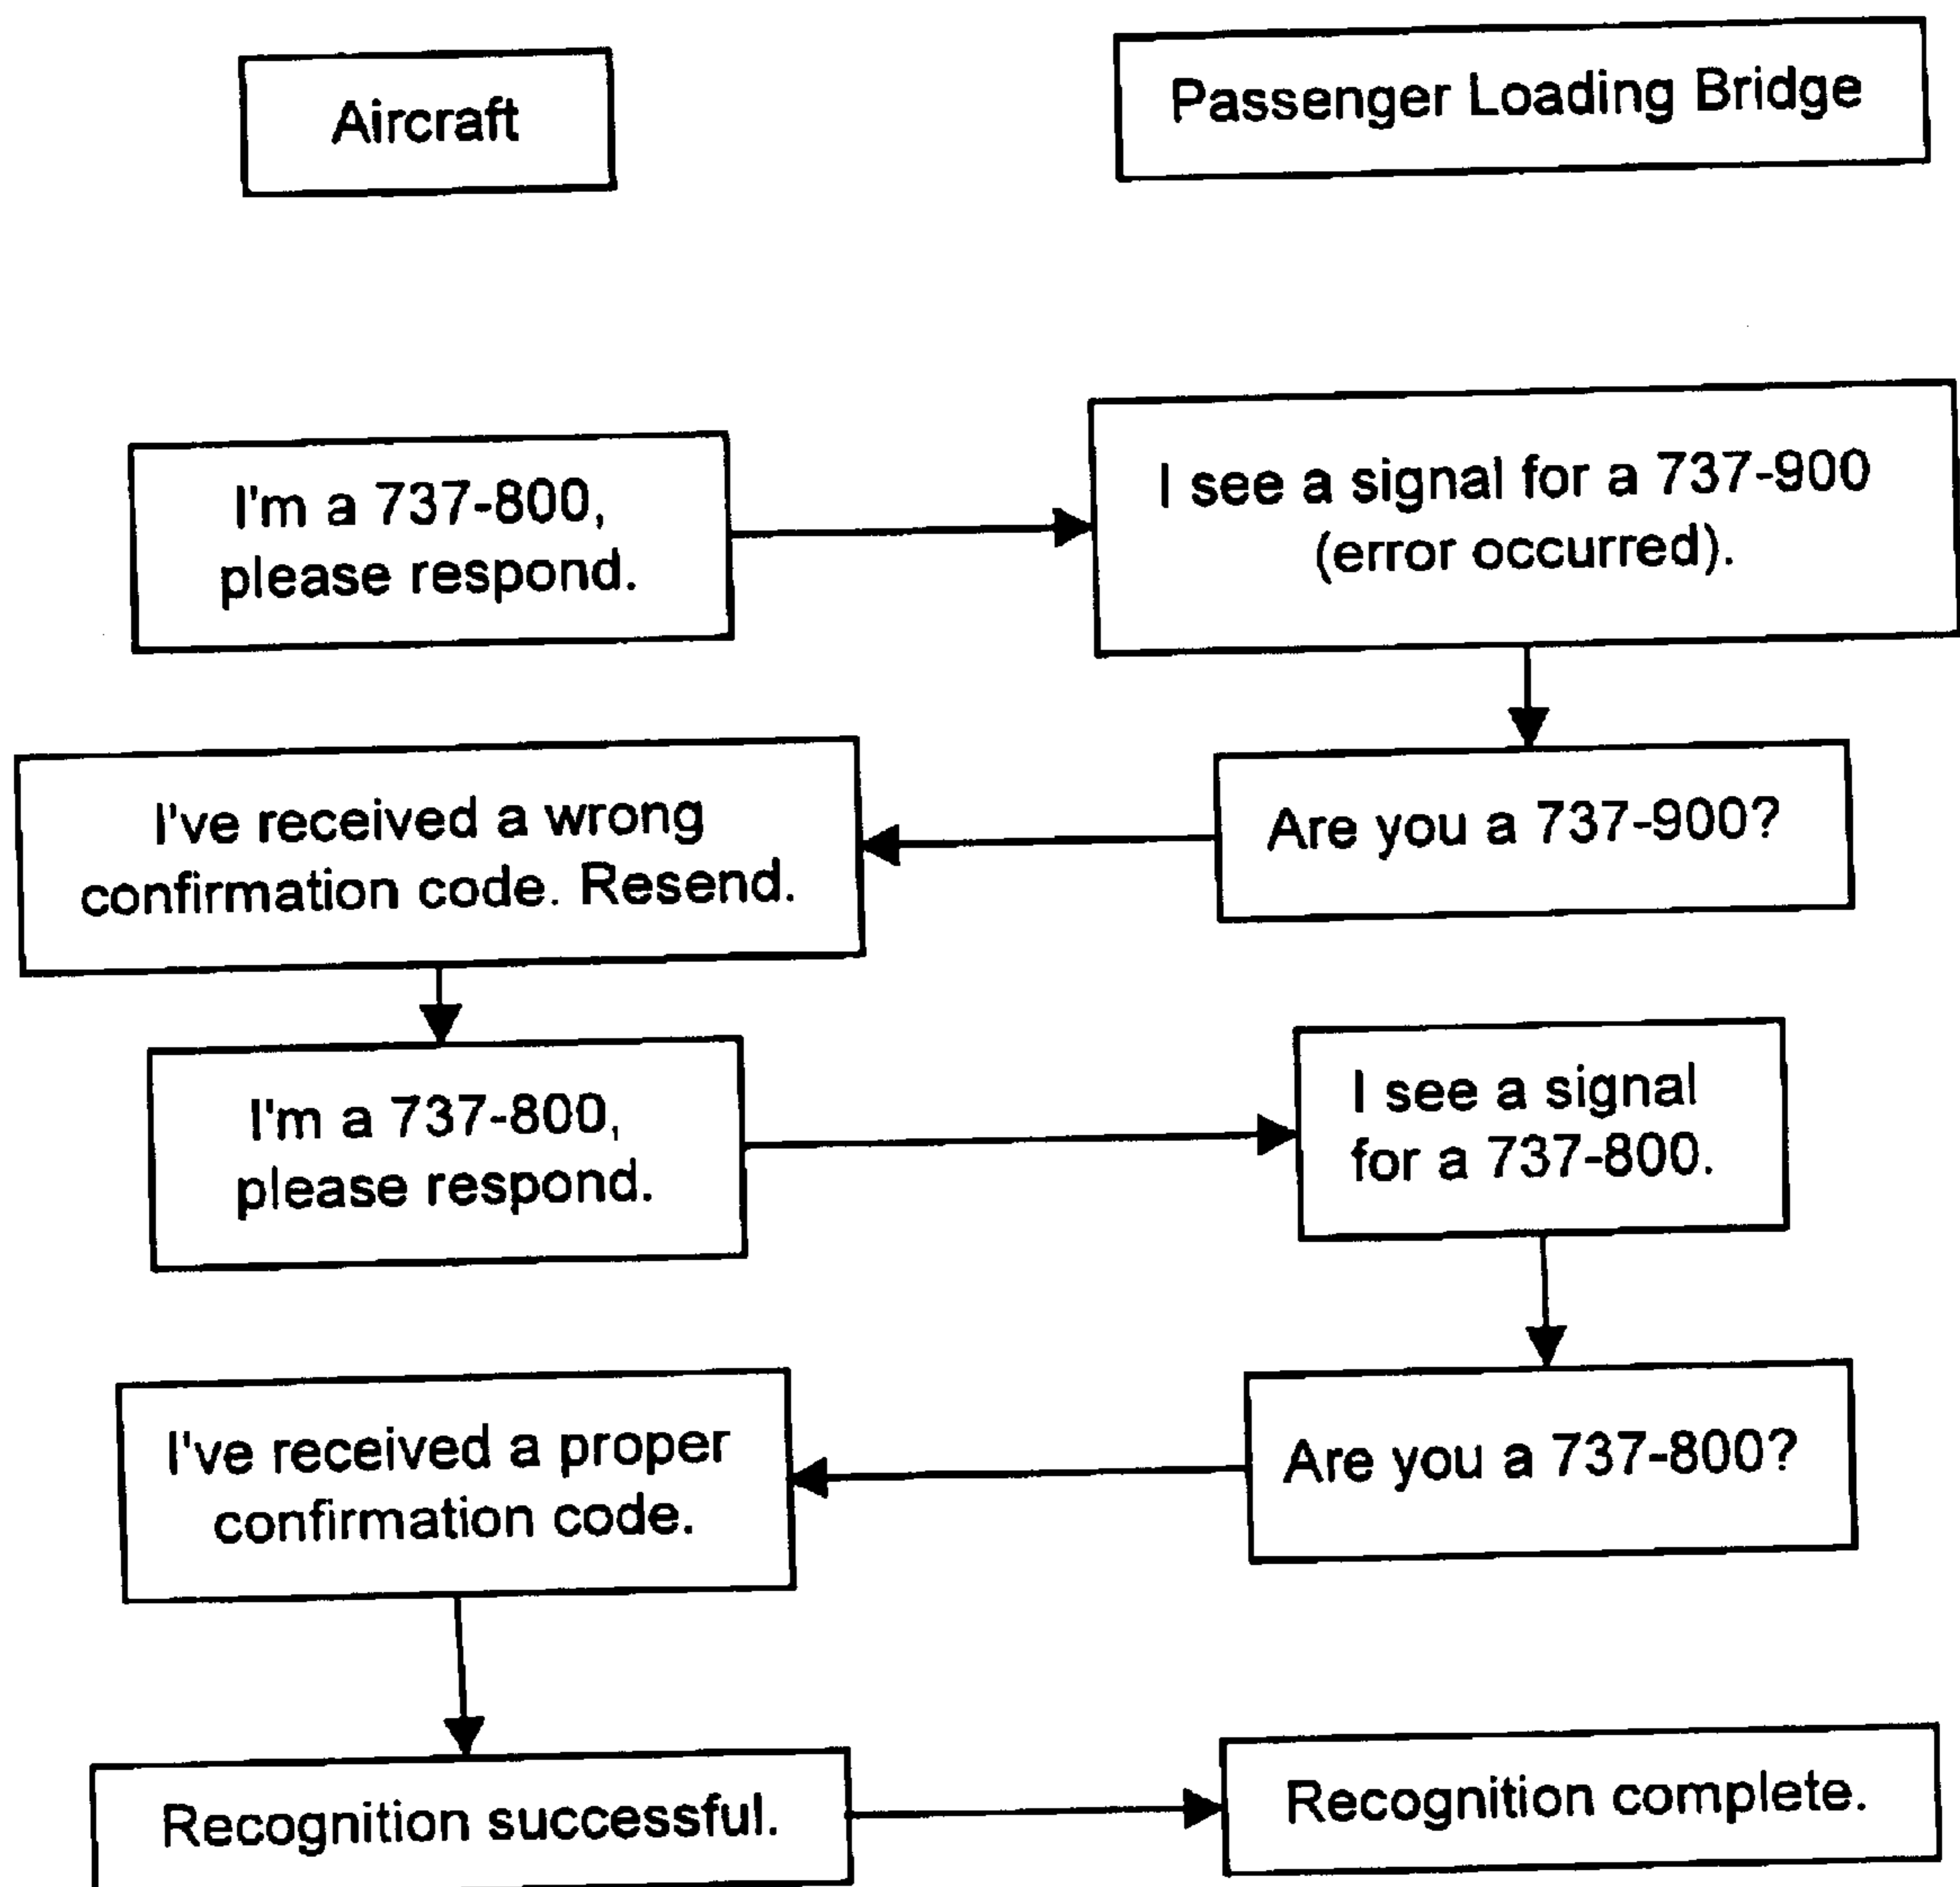 Aircraft
Passenger Loading Bridge
I'm a 737-800,
please respond.
I see a signal for a 737-900
(error occurred).
Are you a 737-900?
I've received a wrong
confirmation code. Resend.
I'm a 737-800,
please respond.
I see a signal
for a 737-800.
Are you a 737-800?
I've received a proper
confirmation code.
Recognition successful.
Recognition complete.